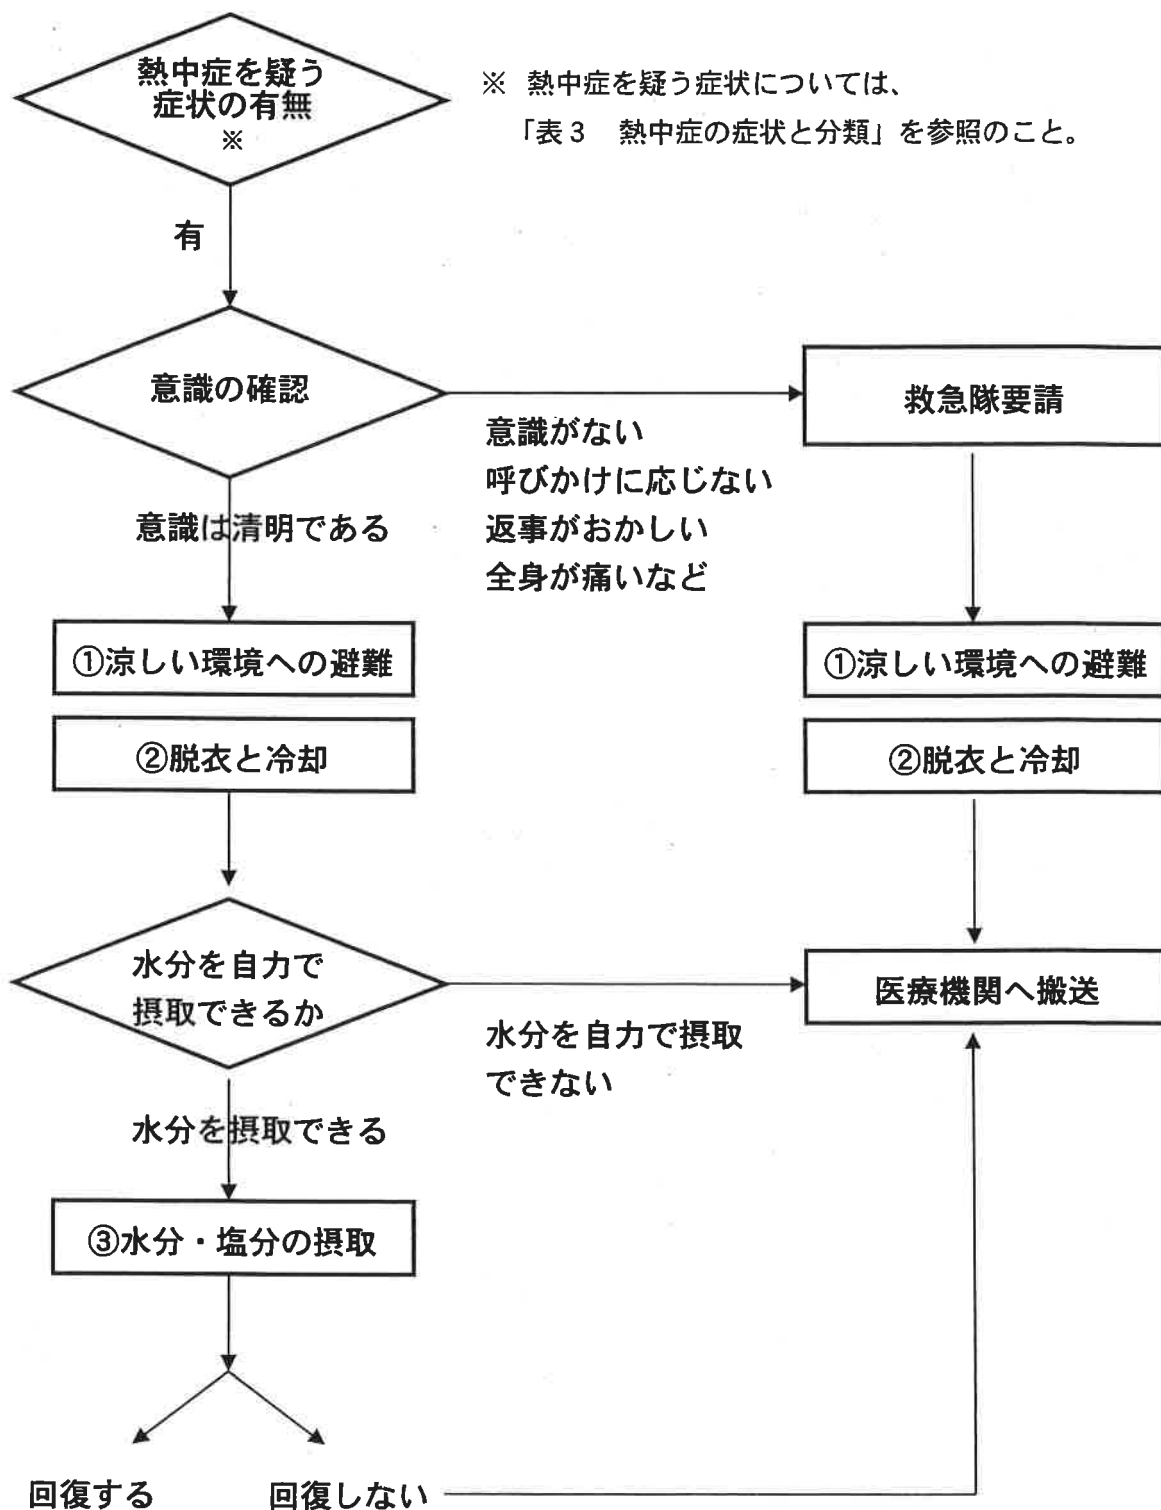 熱中症を疑う
症状の有無
※
※ 熱中症を疑う症状については、
「表3 熱中症の症状と分類」を参照のこと。
有
意識の確認
救急隊要請
意識がない
呼びかけに応じない
返事がおかしい
全身が痛いなど
意識は清明である
①涼しい環境への避難
①涼しい環境への避難
②脱衣と冷却
②脱衣と冷却
水分を自力で
摂取できるか
医療機関へ搬送
水分を自力で摂取
できない
水分を摂取できる
③水分・塩分の摂取
回復する
回復しない